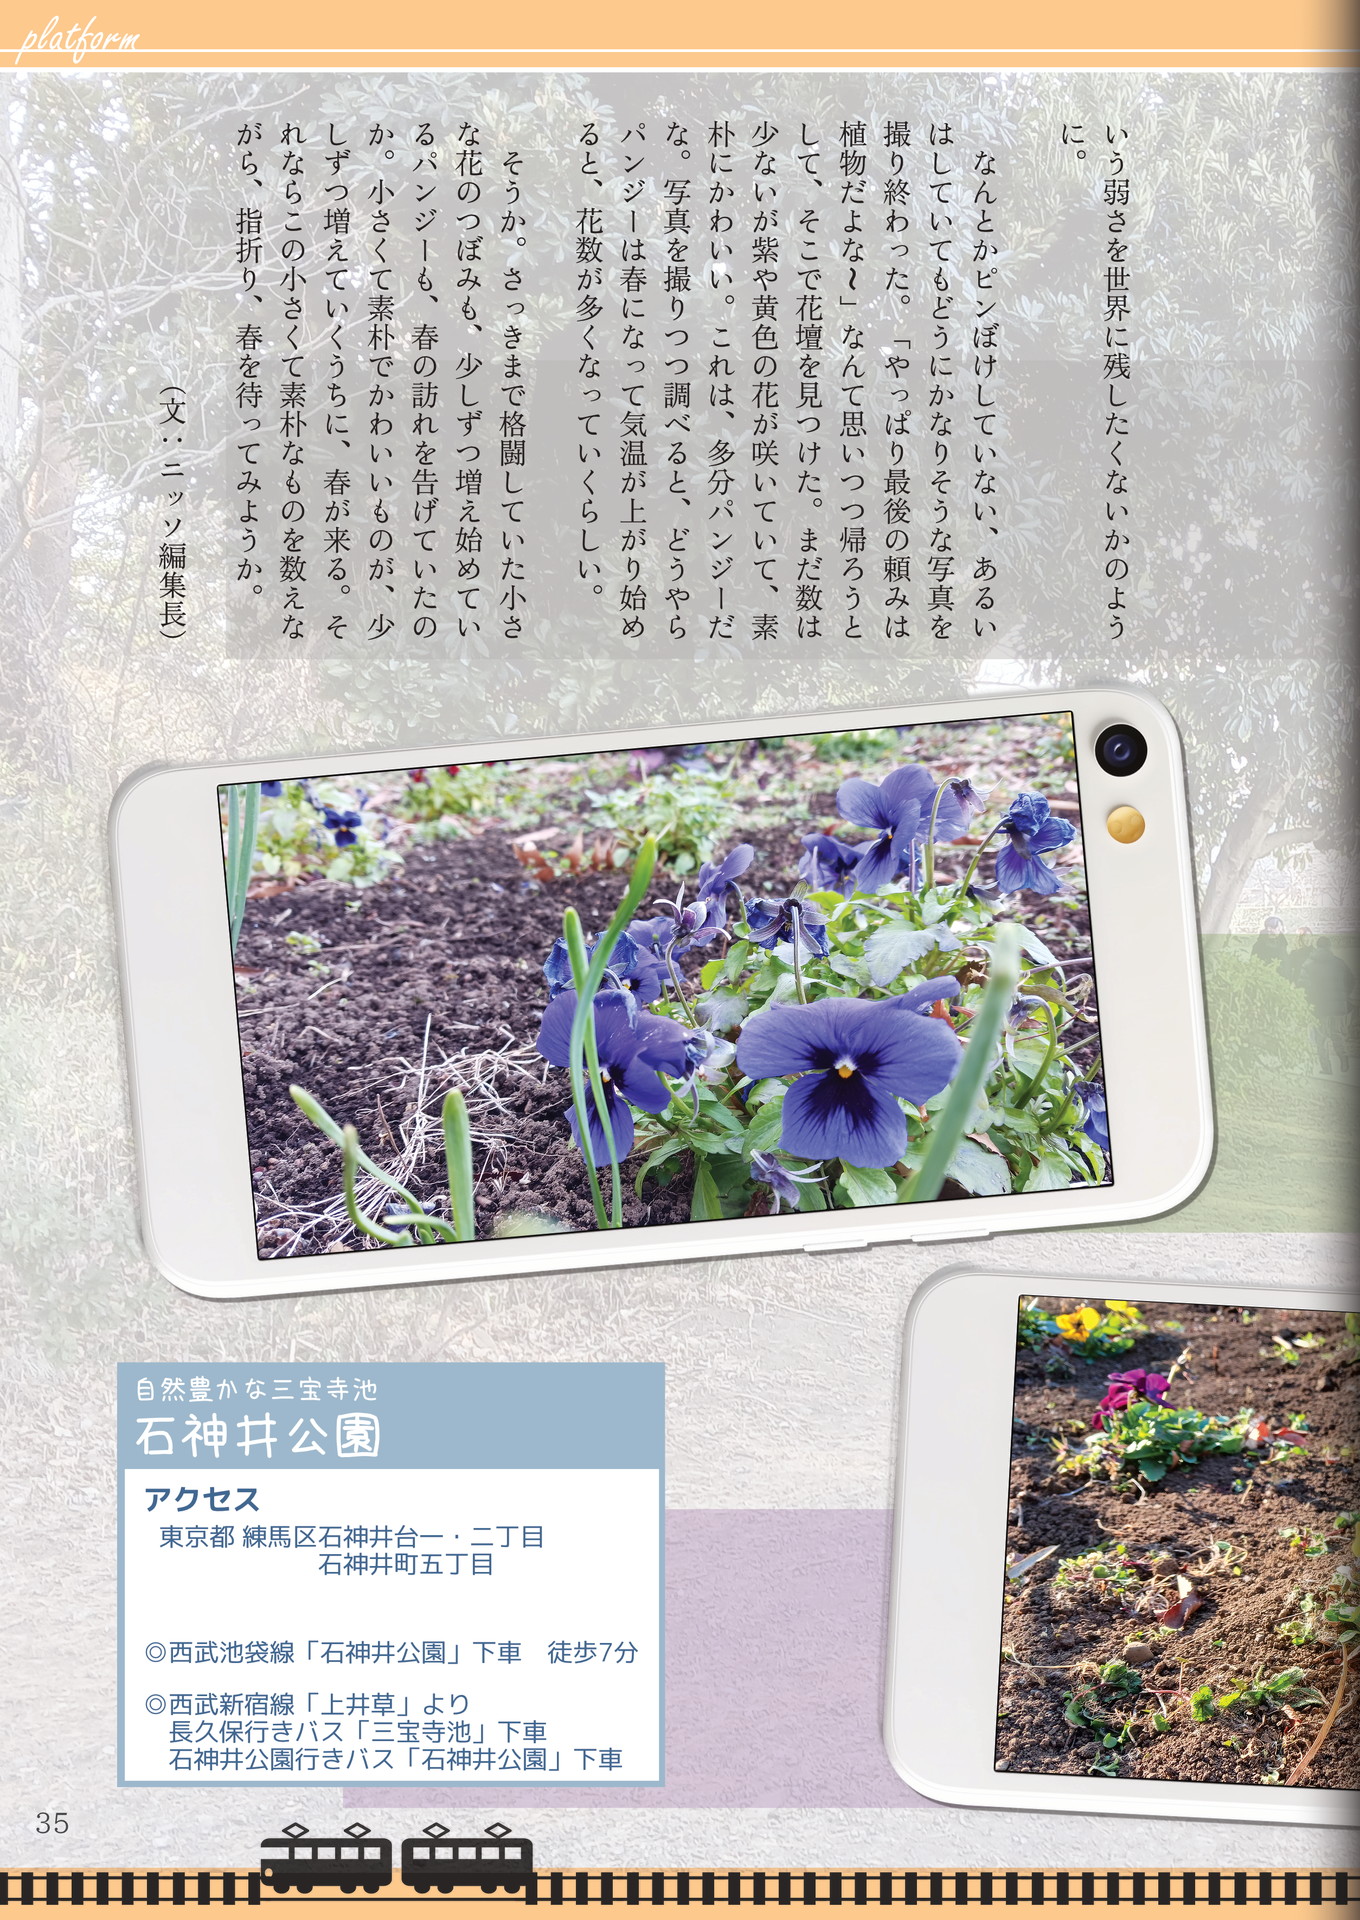 platform
いう弱さを世界に残したくないかのよう
に。
なんとかピンぼけしていない、あるい
はしていてもどうにかなりそうな写真を
撮り終わった。「やっぱり最後の頼みは
植物だよな～」なんて思いつつ帰ろうと
して、そこで花壇を見つけた。まだ数は
少ないが紫や黄色の花が咲いていて、素
朴にかわいい。これは、多分パンジーだ
な。写真を撮りつつ調べると、どうやら
パンジーは春になって気温が上がり始め
ると、花数が多くなっていくらしい。
そうか。さっきまで格闘していた小さ
な花のつぼみも、少しずつ増え始めてい
るパンジーも、春の訪れを告げていたの
か。小さくて素朴でかわいいものが、少
しずつ増えていくうちに、春が来る。そ
れならこの小さくて素朴なものを数えな
がら、指折り、春を待ってみようか。
（文：ニッソ編集長）
自然豊かな三宝寺池
石神井公園
アクセス
東京都 練馬区石神井台一・二丁目
石神井町五丁目
◎西武池袋線「石神井公園」下車　徒歩7分
◎西武新宿線「上井草」より
長久保行きバス「三宝寺池」下車
石神井公園行きバス「石神井公園」下車
35